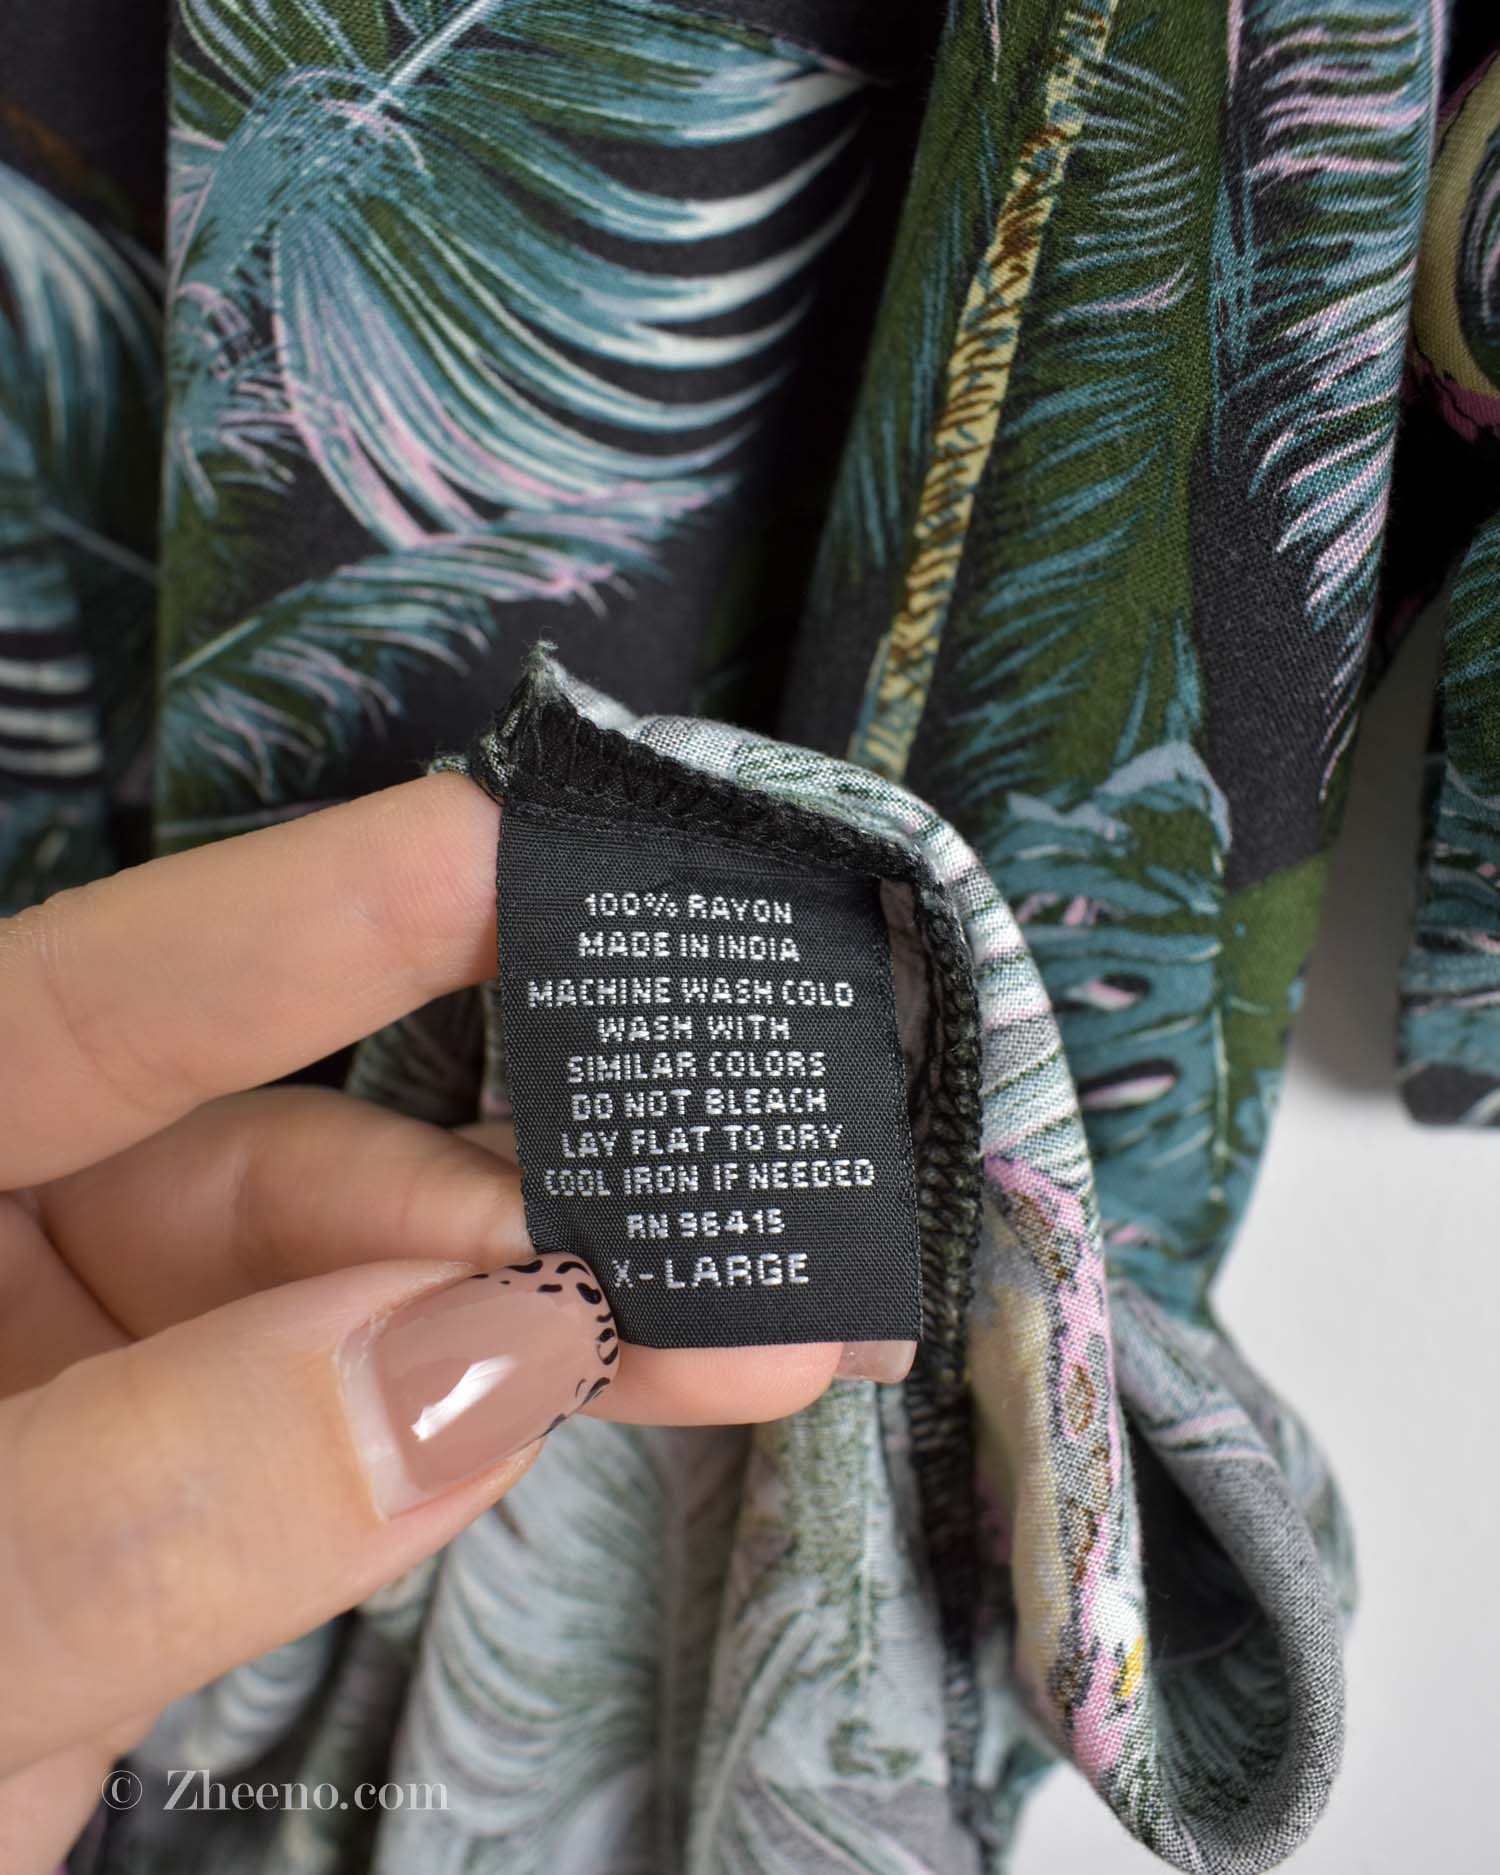 100% RAYON
MADE IN INDIA
MACHINE WASH COLD
WASH WITH
SIMILAR COLORS
DO NOT BLEACH
LAY FLAT TO DRY
COOL IRON IF NEEDED
RN 96415
X-LARGE
© Zheeno.com